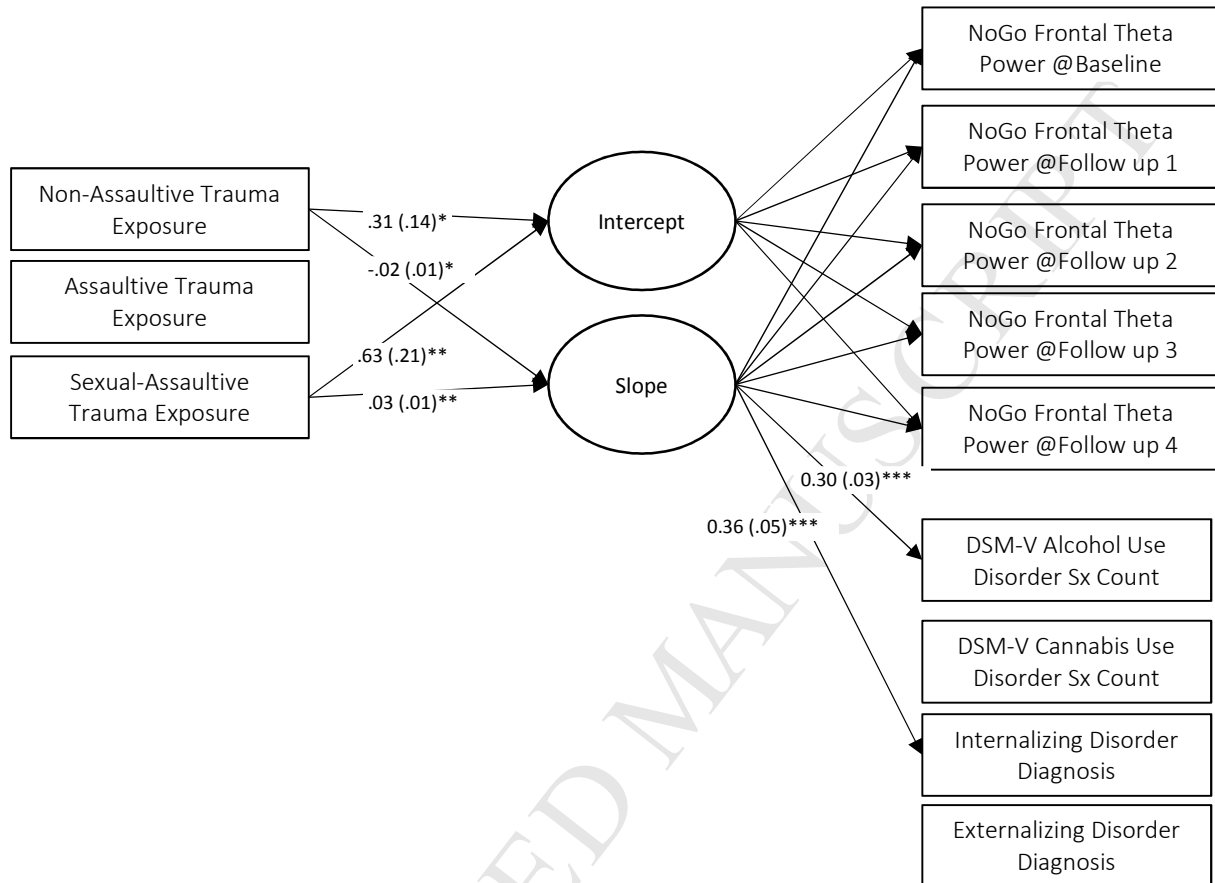 NoGo Frontal Theta
Power @Baseline
NoGo Frontal Theta
Power @Follow up 1
Non-Assaultive Trauma
Exposure
.31 (.14)*
Intercept
NoGo Frontal Theta
Power @Follow up 2
-.02 (.01)*
Assaultive Trauma
Exposure
NoGo Frontal Theta
Power @Follow up 3
.63 (.21)**
Sexual-Assaultive
Trauma Exposure
.03 (.01)**
Slope
NoGo Frontal Theta
Power @Follow up 4
0.30 (.03)***
0.36 (.05)***
DSM-V Alcohol Use
Disorder Sx Count
DSM-V Cannabis Use
Disorder Sx Count
Internalizing Disorder
Diagnosis
Externalizing Disorder
Diagnosis
ED MANUSCRIPT